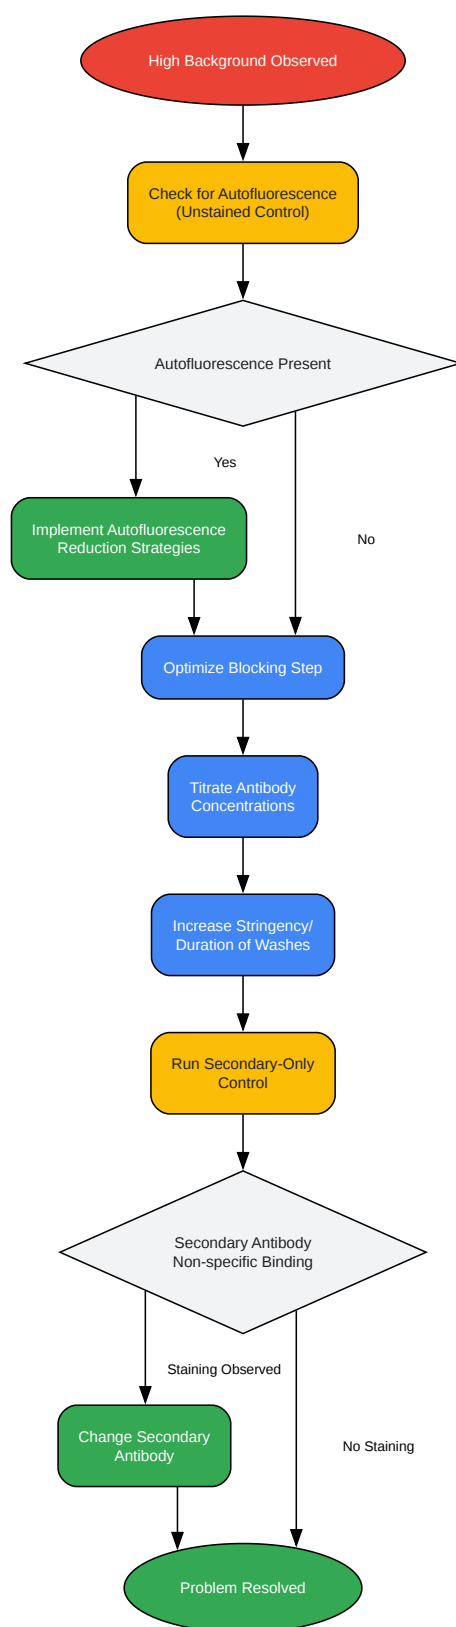 High Background Observed
Check for Autofluorescence
(Unstained Control)
Autofluorescence Present
Yes
Implement Autofluorescence
Reduction Strategies
No
Optimize Blocking Step
Titrate Antibody
Concentrations
Increase Stringency/
Duration of Washes
Run Secondary-Only
Control
Secondary Antibody
Non-specific Binding
Staining Observed
Change Secondary
Antibody
No Staining
Problem Resolved